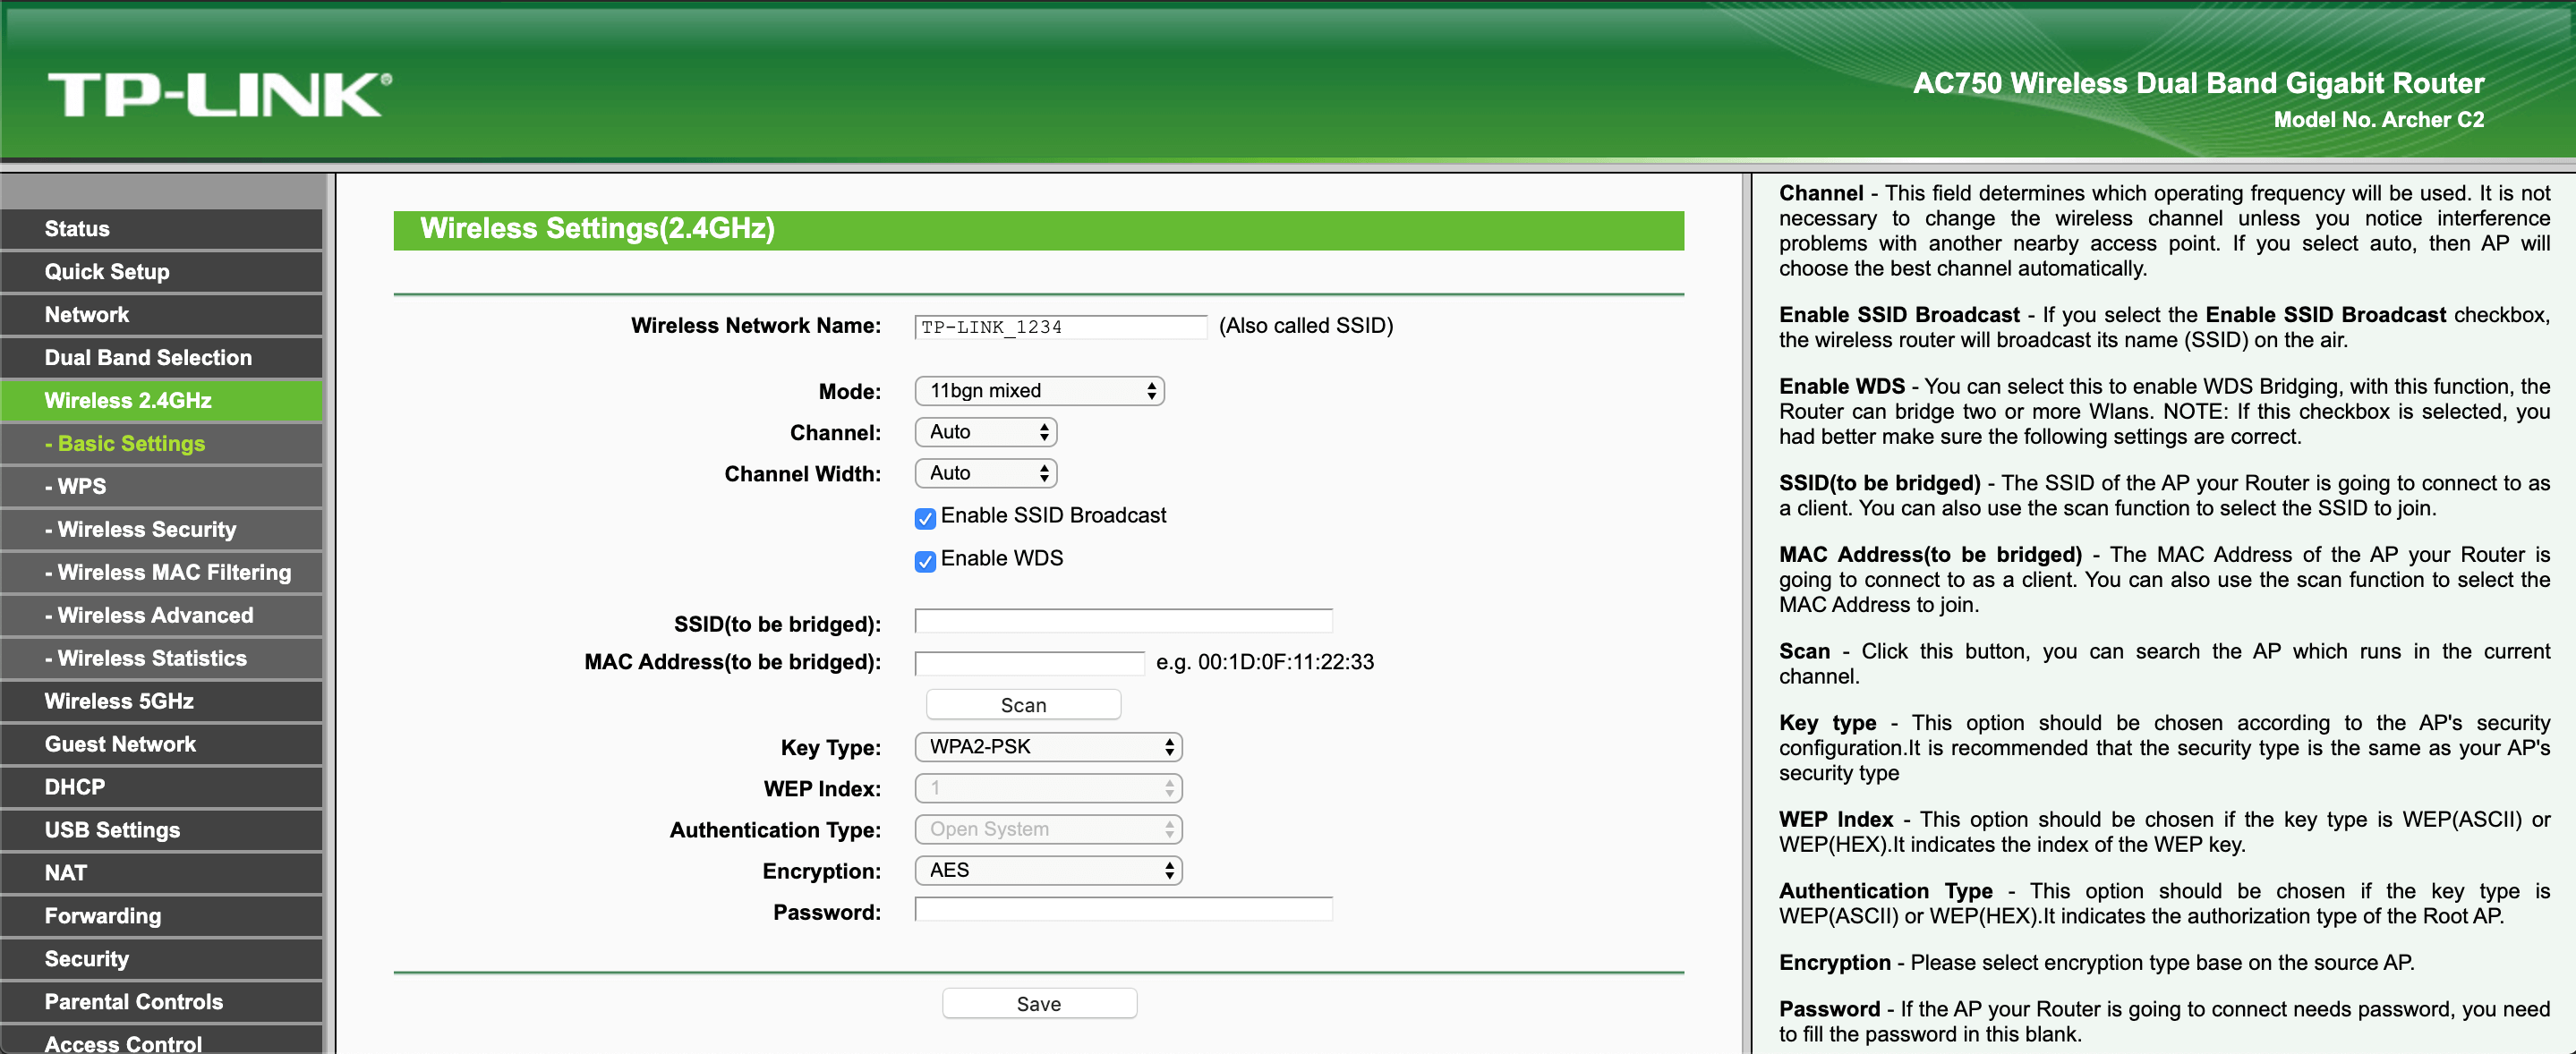 TP-LINK®
AC750 Wireless Dual Band Gigabit Router
Model No. Archer C2
Status
Quick Setup
Network
Dual Band Selection
Wireless 2.4GHz
- Basic Settings
- WPS
- Wireless Security
- Wireless MAC Filtering
- Wireless Advanced
- Wireless Statistics
Wireless 5GHz
Guest Network
DHCP
USB Settings
NAT
Forwarding
Security
Parental Controls
Access Control
Wireless Settings(2.4GHz)
Wireless Network Name: TP-LINK_1234 (Also called SSID)
Mode: 11bgn mixed
Channel: Auto
Channel Width: Auto
Enable SSID Broadcast
Enable WDS
SSID(to be bridged):
MAC Address(to be bridged): e.g. 00:1D:0F:11:22:33
Scan
Key Type: WPA2-PSK
WEP Index: 1
Authentication Type: Open System
Encryption: AES
Password:
Save
Channel - This field determines which operating frequency will be used. It is not
necessary to change the wireless channel unless you notice interference
problems with another nearby access point. If you select auto, then AP will
choose the best channel automatically.
Enable SSID Broadcast - If you select the Enable SSID Broadcast checkbox,
the wireless router will broadcast its name (SSID) on the air.
Enable WDS - You can select this to enable WDS Bridging, with this function, the
Router can bridge two or more Wlans. NOTE: If this checkbox is selected, you
had better make sure the following settings are correct.
SSID(to be bridged) - The SSID of the AP your Router is going to connect to as
a client. You can also use the scan function to select the SSID to join.
MAC Address(to be bridged) - The MAC Address of the AP your Router is
going to connect to as a client. You can also use the scan function to select the
MAC Address to join.
Scan - Click this button, you can search the AP which runs in the current
channel.
Key type - This option should be chosen according to the AP's security
configuration.It is recommended that the security type is the same as your AP's
security type
WEP Index - This option should be chosen if the key type is WEP(ASCII) or
WEP(HEX).It indicates the index of the WEP key.
Authentication Type - This option should be chosen if the key type is
WEP(ASCII) or WEP(HEX).It indicates the authorization type of the Root AP.
Encryption - Please select encryption type base on the source AP.
Password - If the AP your Router is going to connect needs password, you need
to fill the password in this blank.